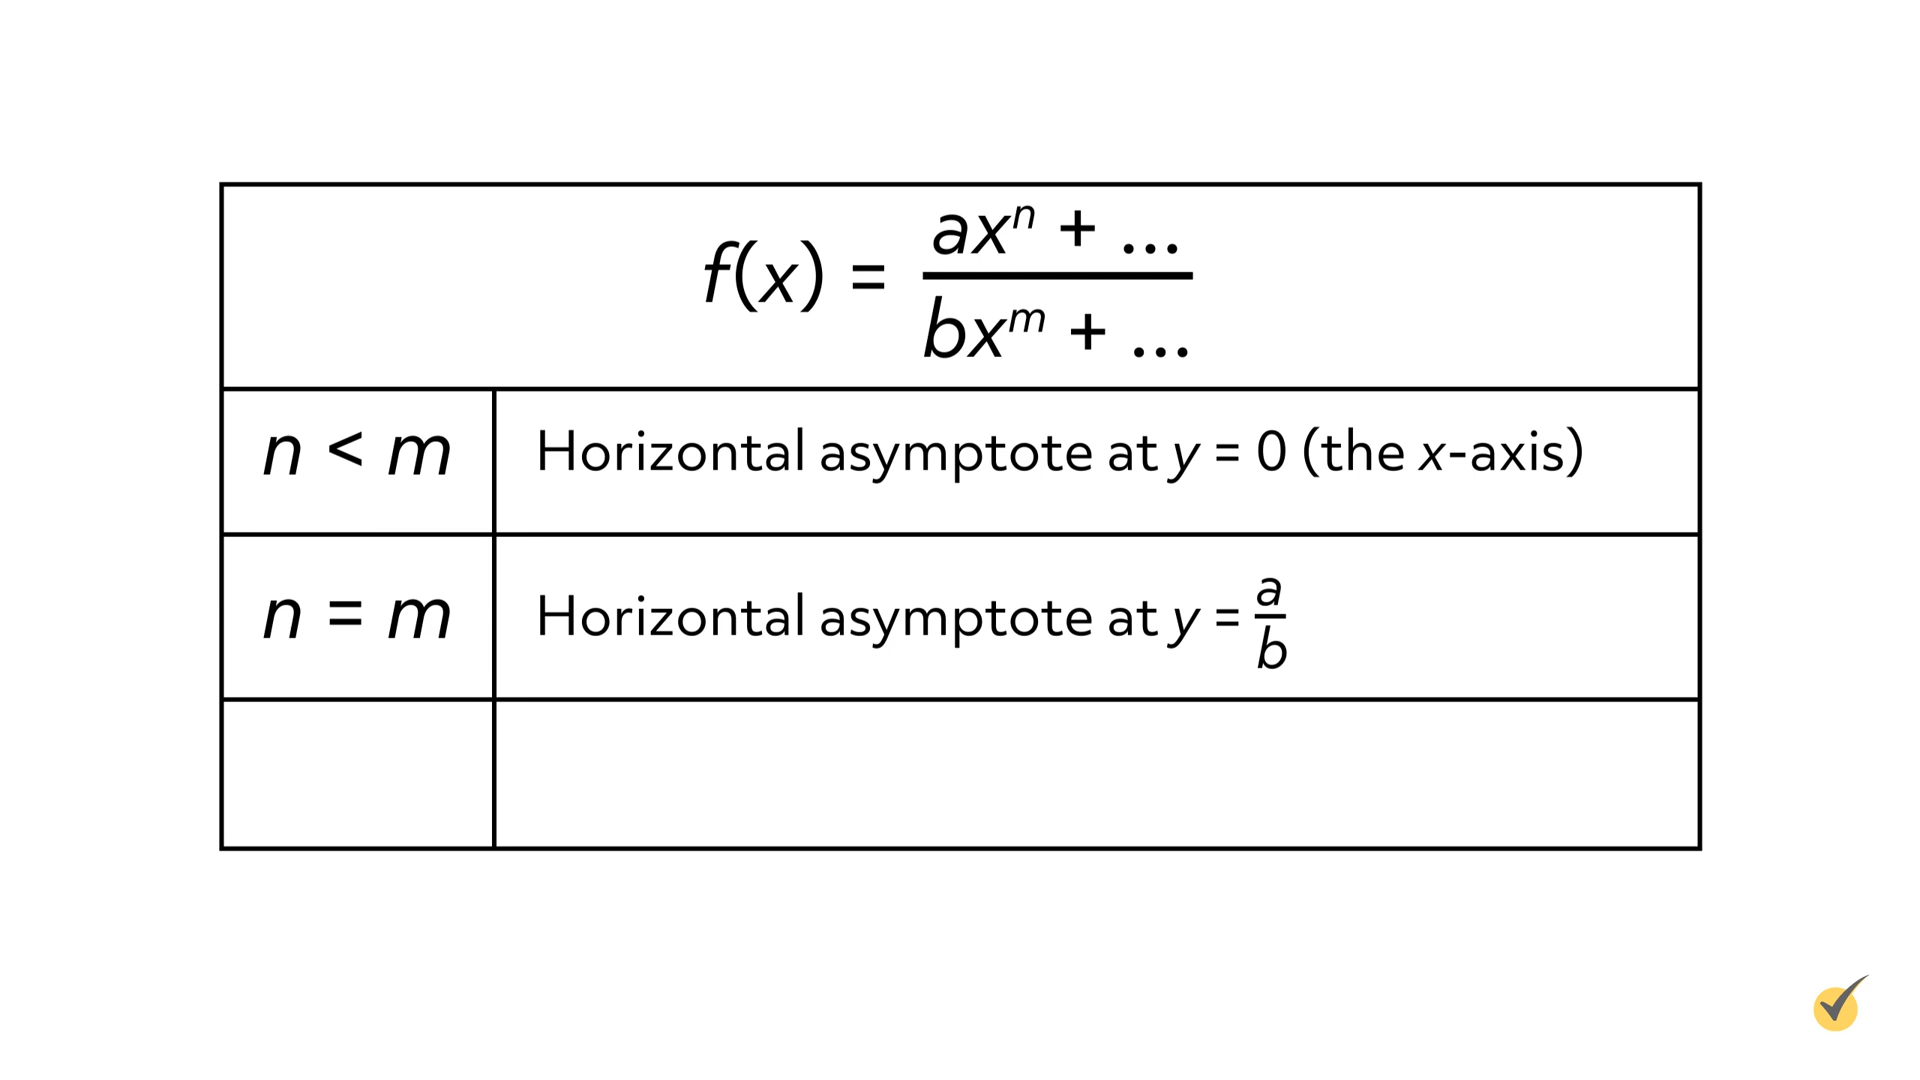 f(x) = (axⁿ + ...)/(bxᵐ + ...)
n < m Horizontal asymptote at y = 0 (the x-axis)
n = m Horizontal asymptote at y = a/b